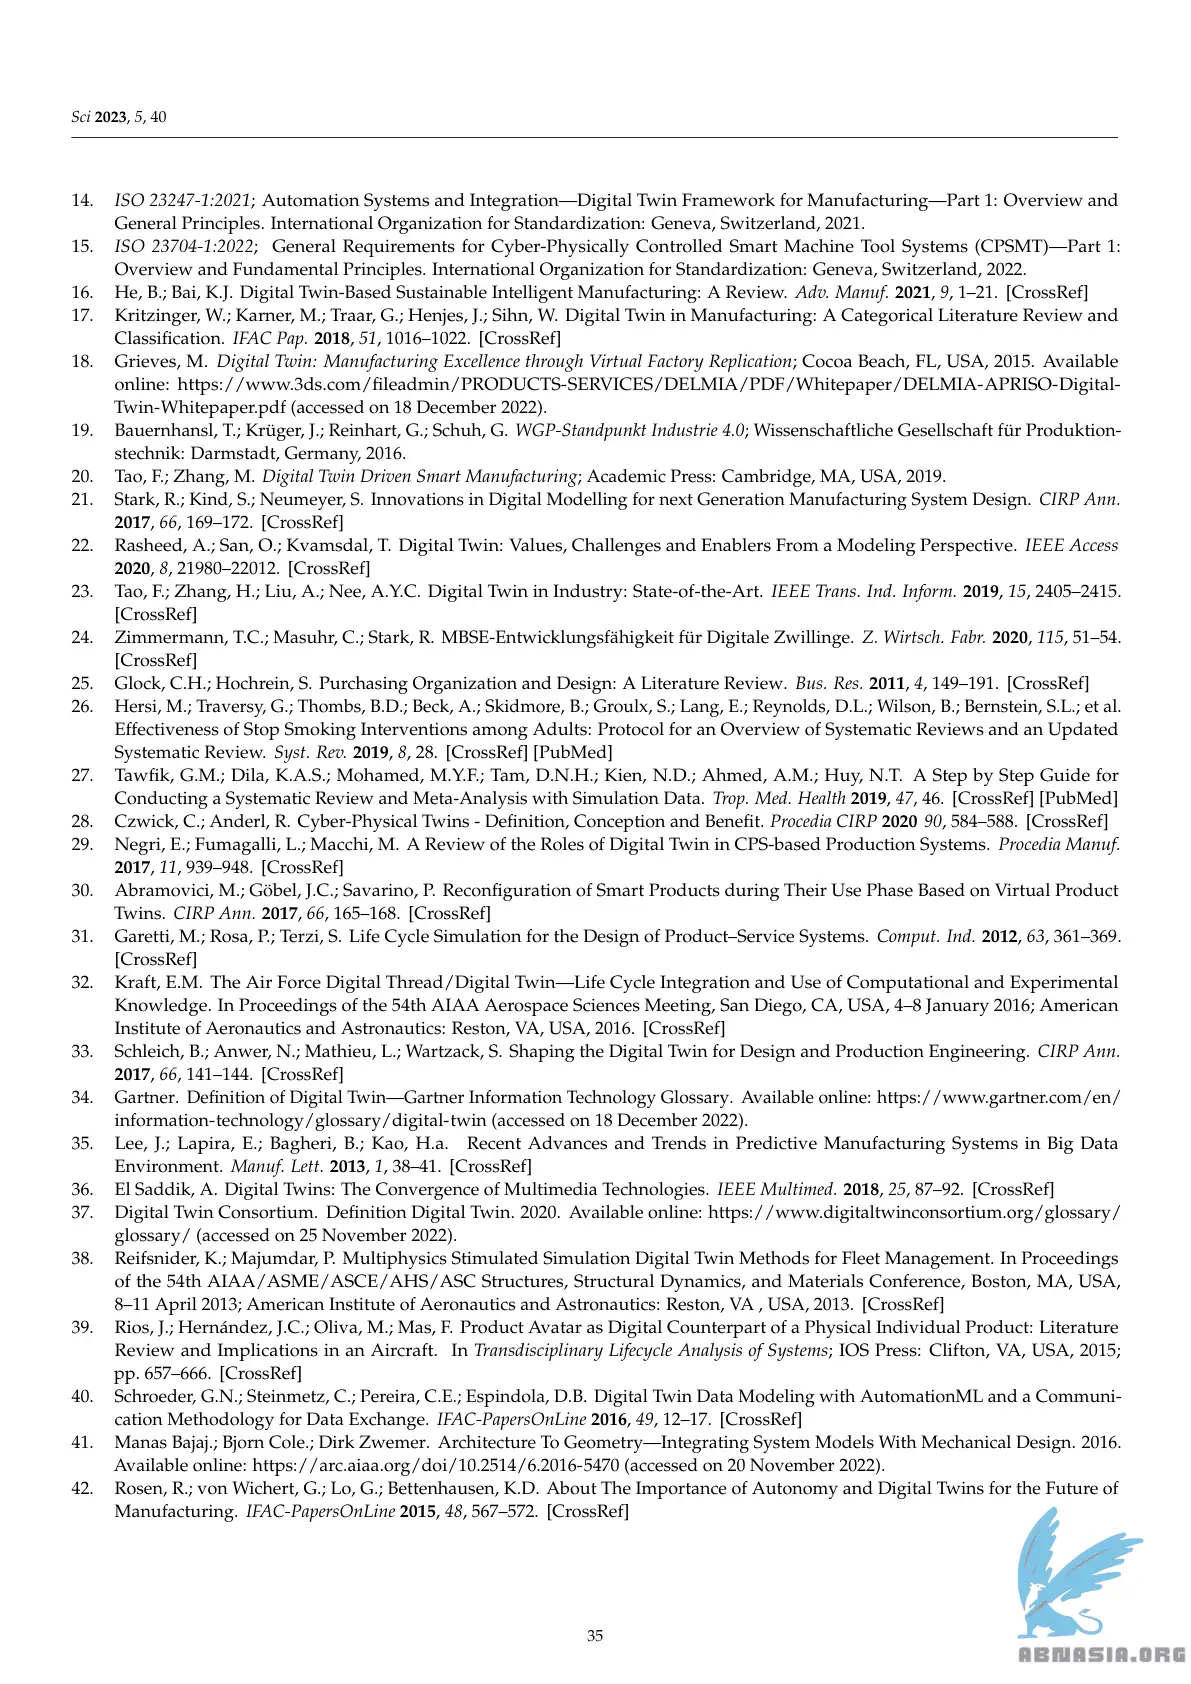 Sci 2023, 5, 40
14. ISO 23247-1:2021; Automation Systems and Integration—Digital Twin Framework for Manufacturing—Part 1: Overview and
General Principles. International Organization for Standardization: Geneva, Switzerland, 2021.
15. ISO 23704-1:2022; General Requirements for Cyber-Physically Controlled Smart Machine Tool Systems (CPSMT)—Part 1:
Overview and Fundamental Principles. International Organization for Standardization: Geneva, Switzerland, 2022.
16. He, B.; Bai, K.J. Digital Twin-Based Sustainable Intelligent Manufacturing: A Review. Adv. Manuf. 2021, 9, 1–21. [CrossRef]
17. Kritzinger, W.; Karner, M.; Traar, G.; Henjes, J.; Sihn, W. Digital Twin in Manufacturing: A Categorical Literature Review and
Classification. IFAC Pap. 2018, 51, 1016–1022. [CrossRef]
18. Grieves, M. Digital Twin: Manufacturing Excellence through Virtual Factory Replication; Cocoa Beach, FL, USA, 2015. Available
online: https://www.3ds.com/fileadmin/PRODUCTS-SERVICES/DELMIA/PDF/Whitepaper/DELMIA-APRISO-Digital-
Twin-Whitepaper.pdf (accessed on 18 December 2022).
19. Bauernhansl, T.; Krüger, J.; Reinhart, G.; Schuh, G. WGP-Standpunkt Industrie 4.0; Wissenschaftliche Gesellschaft für Produktion-
stechnik: Darmstadt, Germany, 2016.
20. Tao, F.; Zhang, M. Digital Twin Driven Smart Manufacturing; Academic Press: Cambridge, MA, USA, 2019.
21. Stark, R.; Kind, S.; Neumeyer, S. Innovations in Digital Modelling for next Generation Manufacturing System Design. CIRP Ann.
2017, 66, 169–172. [CrossRef]
22. Rasheed, A.; San, O.; Kvamsdal, T. Digital Twin: Values, Challenges and Enablers From a Modeling Perspective. IEEE Access
2020, 8, 21980–22012. [CrossRef]
23. Tao, F.; Zhang, H.; Liu, A.; Nee, A.Y.C. Digital Twin in Industry: State-of-the-Art. IEEE Trans. Ind. Inform. 2019, 15, 2405–2415.
[CrossRef]
24. Zimmermann, T.C.; Masuhr, C.; Stark, R. MBSE-Entwicklungsfähigkeit für Digitale Zwillinge. Z. Wirtsch. Fabr. 2020, 115, 51–54.
[CrossRef]
25. Glock, C.H.; Hochrein, S. Purchasing Organization and Design: A Literature Review. Bus. Res. 2011, 4, 149–191. [CrossRef]
26. Hersi, M.; Traversy, G.; Thombs, B.D.; Beck, A.; Skidmore, B.; Groulx, S.; Lang, E.; Reynolds, D.L.; Wilson, B.; Bernstein, S.L.; et al.
Effectiveness of Stop Smoking Interventions among Adults: Protocol for an Overview of Systematic Reviews and an Updated
Systematic Review. Syst. Rev. 2019, 8, 28. [CrossRef] [PubMed]
27. Tawfik, G.M.; Dila, K.A.S.; Mohamed, M.Y.F.; Tam, D.N.H.; Kien, N.D.; Ahmed, A.M.; Huy, N.T. A Step by Step Guide for
Conducting a Systematic Review and Meta-Analysis with Simulation Data. Trop. Med. Health 2019, 47, 46. [CrossRef] [PubMed]
28. Czwick, C.; Anderl, R. Cyber-Physical Twins - Definition, Conception and Benefit. Procedia CIRP 2020 90, 584–588. [CrossRef]
29. Negri, E.; Fumagalli, L.; Macchi, M. A Review of the Roles of Digital Twin in CPS-based Production Systems. Procedia Manuf.
2017, 11, 939–948. [CrossRef]
30. Abramovici, M.; Göbel, J.C.; Savarino, P. Reconfiguration of Smart Products during Their Use Phase Based on Virtual Product
Twins. CIRP Ann. 2017, 66, 165–168. [CrossRef]
31. Garetti, M.; Rosa, P.; Terzi, S. Life Cycle Simulation for the Design of Product–Service Systems. Comput. Ind. 2012, 63, 361–369.
[CrossRef]
32. Kraft, E.M. The Air Force Digital Thread/Digital Twin—Life Cycle Integration and Use of Computational and Experimental
Knowledge. In Proceedings of the 54th AIAA Aerospace Sciences Meeting, San Diego, CA, USA, 4–8 January 2016; American
Institute of Aeronautics and Astronautics: Reston, VA, USA, 2016. [CrossRef]
33. Schleich, B.; Anwer, N.; Mathieu, L.; Wartzack, S. Shaping the Digital Twin for Design and Production Engineering. CIRP Ann.
2017, 66, 141–144. [CrossRef]
34. Gartner. Definition of Digital Twin—Gartner Information Technology Glossary. Available online: https://www.gartner.com/en/
information-technology/glossary/digital-twin (accessed on 18 December 2022).
35. Lee, J.; Lapira, E.; Bagheri, B.; Kao, H.a. Recent Advances and Trends in Predictive Manufacturing Systems in Big Data
Environment. Manuf. Lett. 2013, 1, 38–41. [CrossRef]
36. El Saddik, A. Digital Twins: The Convergence of Multimedia Technologies. IEEE Multimed. 2018, 25, 87–92. [CrossRef]
37. Digital Twin Consortium. Definition Digital Twin. 2020. Available online: https://www.digitaltwinconsortium.org/glossary/
glossary/ (accessed on 25 November 2022).
38. Reifsnider, K.; Majumdar, P. Multiphysics Stimulated Simulation Digital Twin Methods for Fleet Management. In Proceedings
of the 54th AIAA/ASME/ASCE/AHS/ASC Structures, Structural Dynamics, and Materials Conference, Boston, MA, USA,
8–11 April 2013; American Institute of Aeronautics and Astronautics: Reston, VA , USA, 2013. [CrossRef]
39. Rios, J.; Hernández, J.C.; Oliva, M.; Mas, F. Product Avatar as Digital Counterpart of a Physical Individual Product: Literature
Review and Implications in an Aircraft. In Transdisciplinary Lifecycle Analysis of Systems; IOS Press: Clifton, VA, USA, 2015;
pp. 657–666. [CrossRef]
40. Schroeder, G.N.; Steinmetz, C.; Pereira, C.E.; Espindola, D.B. Digital Twin Data Modeling with AutomationML and a Communi-
cation Methodology for Data Exchange. IFAC-PapersOnLine 2016, 49, 12–17. [CrossRef]
41. Manas Bajaj.; Bjorn Cole.; Dirk Zwemer. Architecture To Geometry—Integrating System Models With Mechanical Design. 2016.
Available online: https://arc.aiaa.org/doi/10.2514/6.2016-5470 (accessed on 20 November 2022).
42. Rosen, R.; von Wichert, G.; Lo, G.; Bettenhausen, K.D. About The Importance of Autonomy and Digital Twins for the Future of
Manufacturing. IFAC-PapersOnLine 2015, 48, 567–572. [CrossRef]
35
ABNASIA.ORG